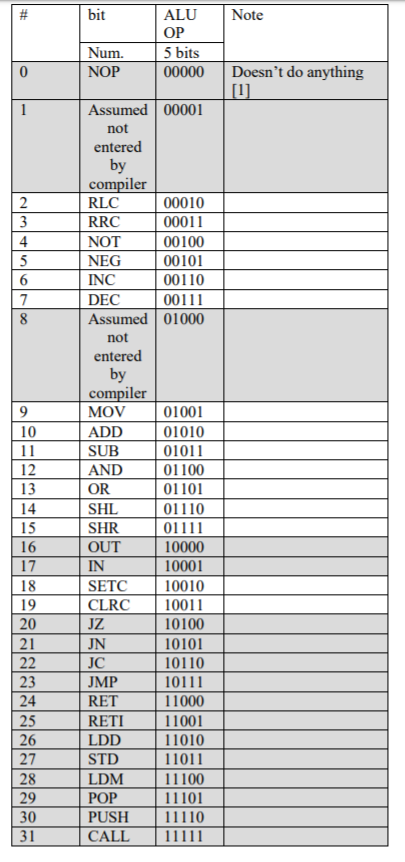 # bit ALU OP Note
Num. 5 bits
0 NOP 00000 Doesn’t do anything [1]
1 Assumed not entered by compiler 00001
2 RLC 00010
3 RRC 00011
4 NOT 00100
5 NEG 00101
6 INC 00110
7 DEC 00111
8 Assumed not entered by compiler 01000
9 MOV 01001
10 ADD 01010
11 SUB 01011
12 AND 01100
13 OR 01101
14 SHL 01110
15 SHR 01111
16 OUT 10000
17 IN 10001
18 SETC 10010
19 CLRC 10011
20 JZ 10100
21 JN 10101
22 JC 10110
23 JMP 10111
24 RET 11000
25 RETI 11001
26 LDD 11010
27 STD 11011
28 LDM 11100
29 POP 11101
30 PUSH 11110
31 CALL 11111